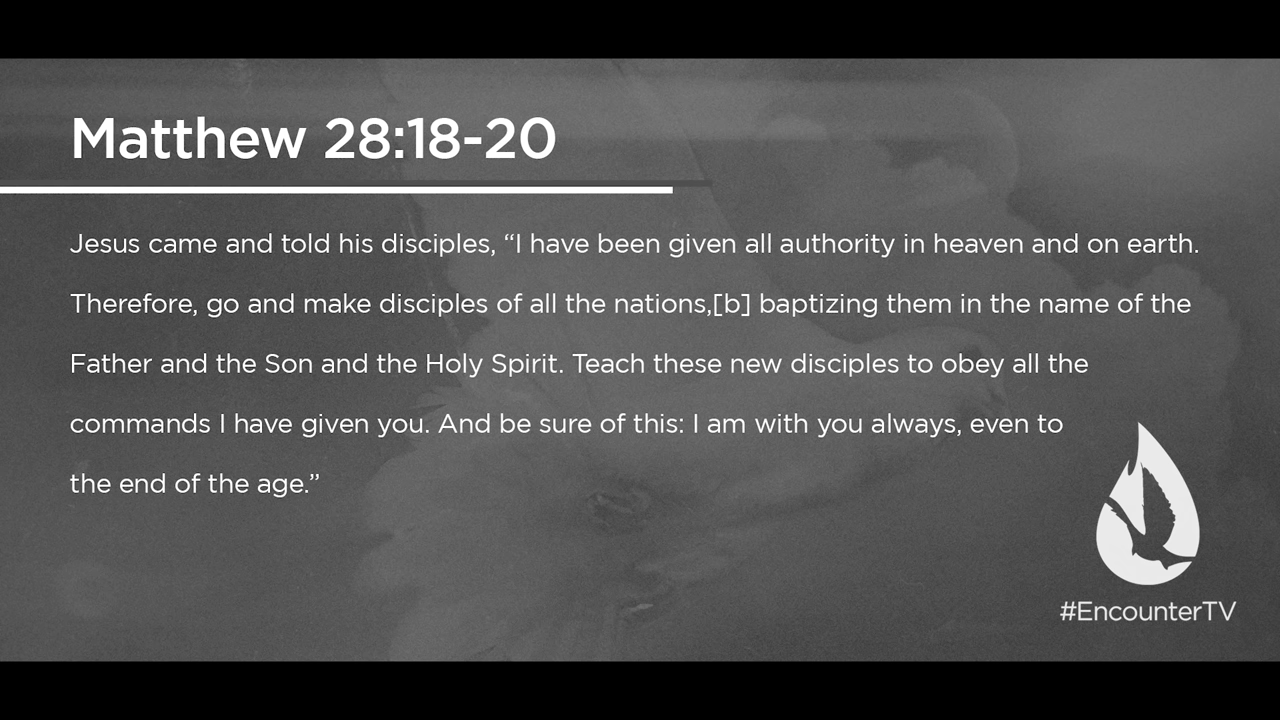 Matthew 28:18-20
Jesus came and told his disciples, “I have been given all authority in heaven and on earth.
Therefore, go and make disciples of all the nations,[b] baptizing them in the name of the
Father and the Son and the Holy Spirit. Teach these new disciples to obey all the
commands I have given you. And be sure of this: I am with you always, even to
the end of the age.”
#EncounterTV